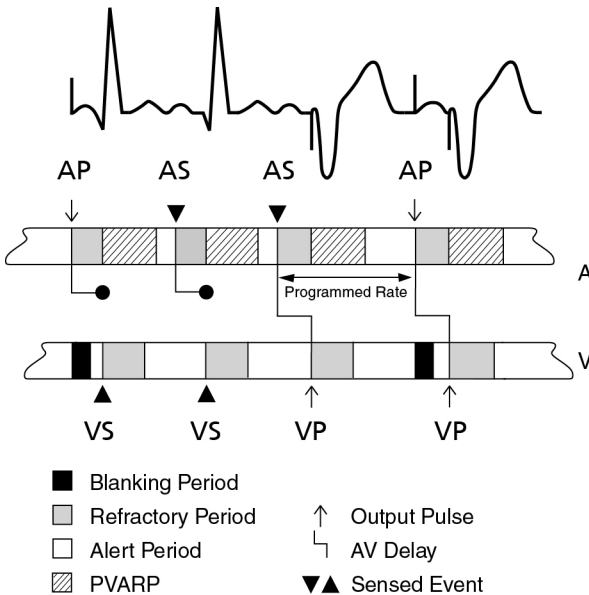 AP AS AS AP
A
Programmed Rate
V
VS VS VP VP
Blanking Period
Refractory Period
Output Pulse
Alert Period
AV Delay
PVARP
Sensed Event